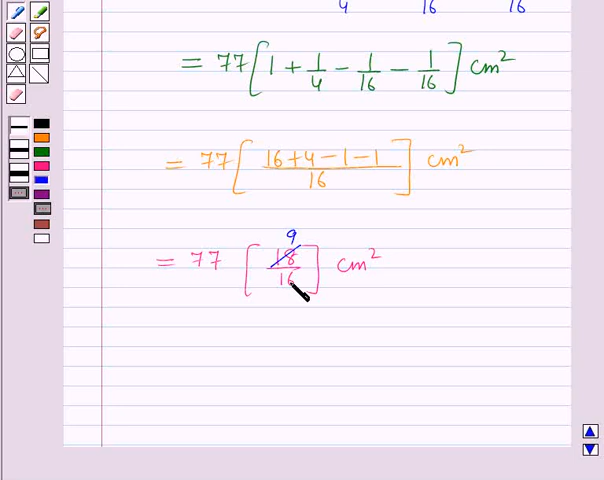 4 16 16
= 77 [1 + 1/4 - 1/16 - 1/16] cm²
= 77 [16+4-1-1/16] cm²
9
= 77 [18/16] cm²